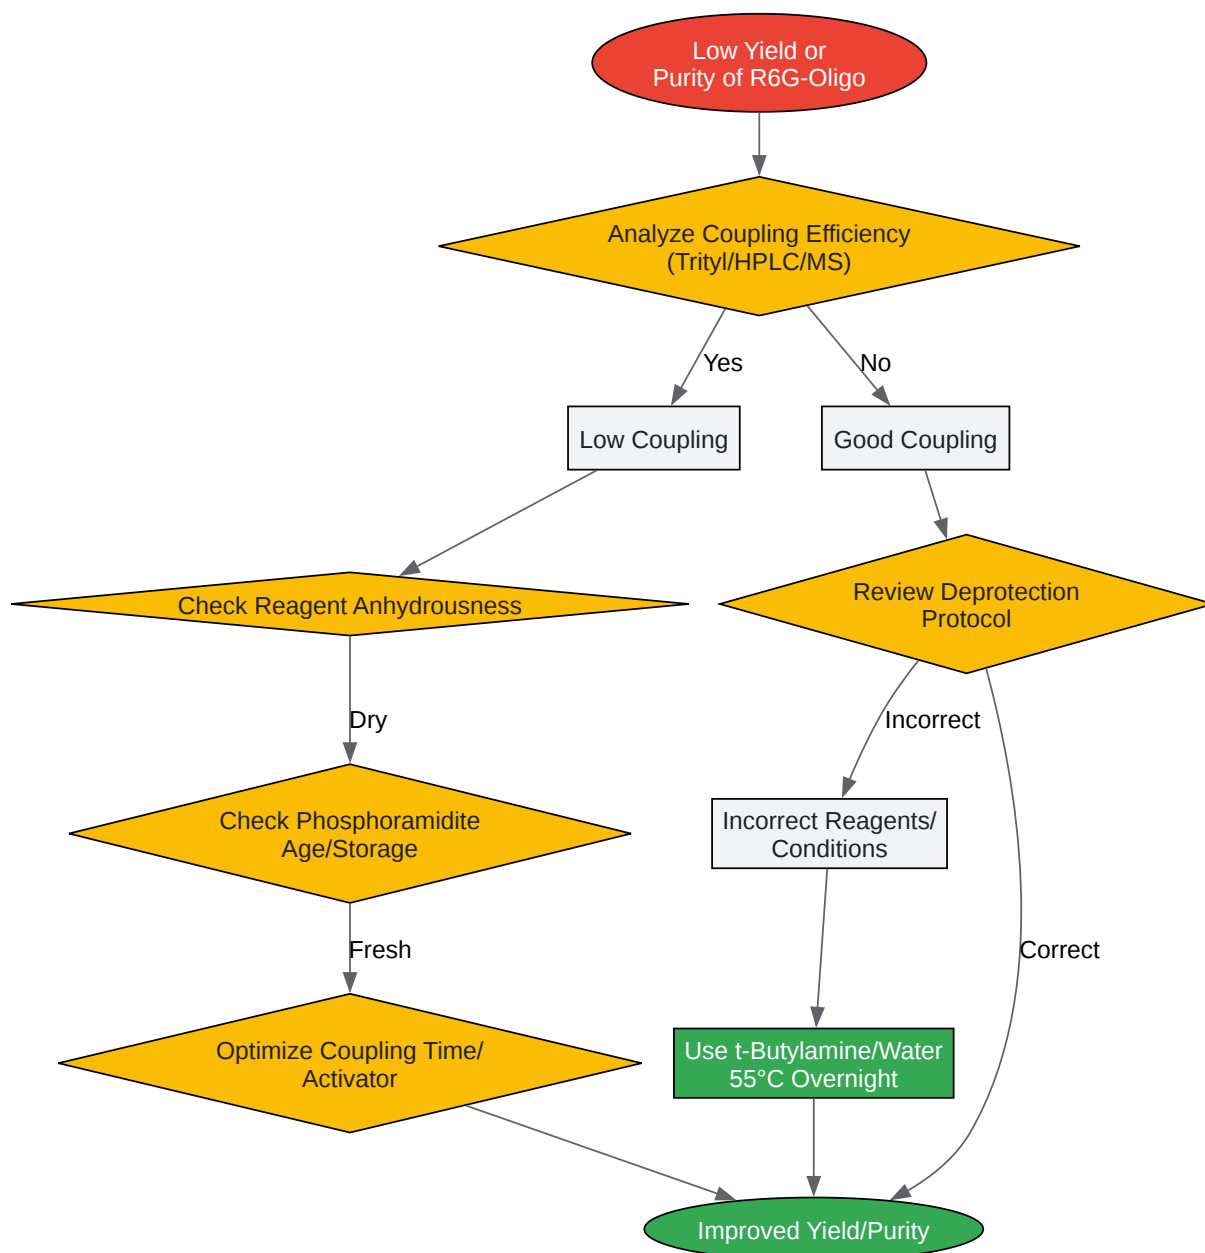 Low Yield or
Purity of R6G-Oligo
Analyze Coupling Efficiency
(Trityl/HPLC/MS)
Yes
No
Low Coupling
Good Coupling
Check Reagent Anhydrousness
Review Deprotection
Protocol
Dry
Incorrect
Check Phosphoramidite
Age/Storage
Incorrect Reagents/
Conditions
Fresh
Correct
Optimize Coupling Time/
Activator
Use t-Butylamine/Water
55°C Overnight
Improved Yield/Purity